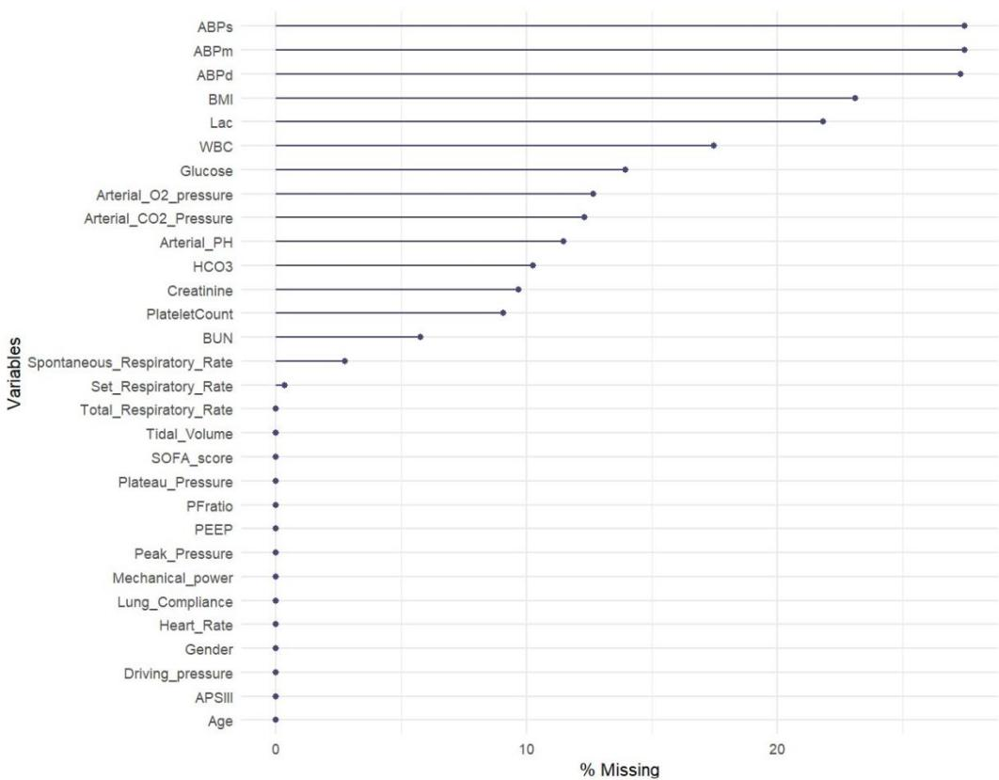 ABPs
ABPm
ABPd
BMI
Lac
WBC
Glucose
Arterial_O2_pressure
Arterial_CO2_Pressure
Arterial_PH
HCO3
Creatinine
PlateletCount
BUN
Spontaneous_Respiratory_Rate
Set_Respiratory_Rate
Total_Respiratory_Rate
Tidal_Volume
SOFA_score
Plateau_Pressure
PFratio
PEEP
Peak_Pressure
Mechanical_power
Lung_Compliance
Heart_Rate
Gender
Driving_pressure
APSIII
Age
Variables
0 10 20
% Missing